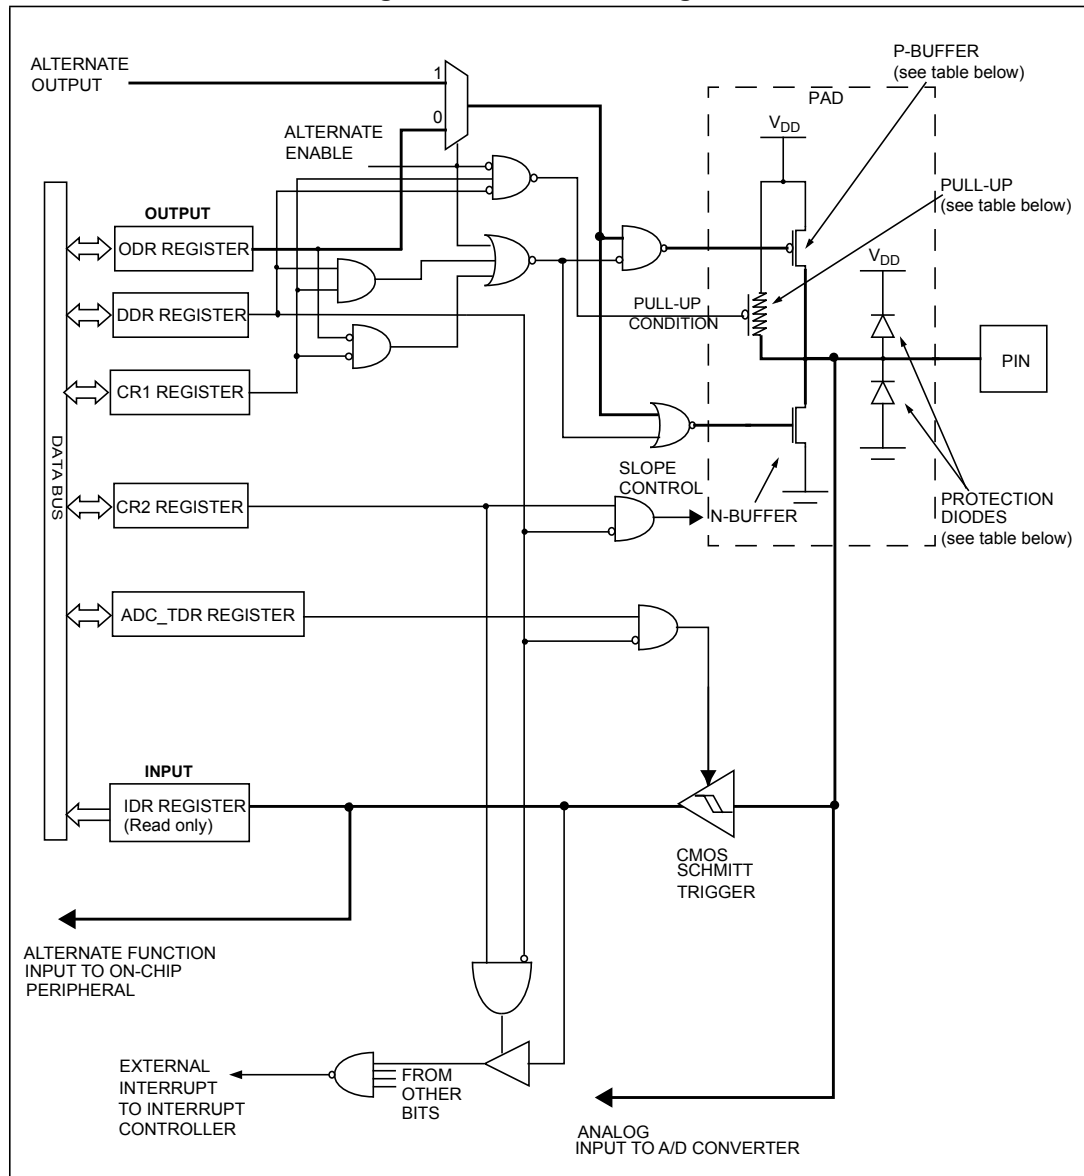 ALTERNATE
OUTPUT
1
0
ALTERNATE
ENABLE
P-BUFFER
(see table below)
PAD
VDD
PULL-UP
(see table below)
OUTPUT
ODR REGISTER
DDR REGISTER
CR1 REGISTER
PULL-UP
CONDITION
VDD
PIN
DATA BUS
CR2 REGISTER
SLOPE
CONTROL
N-BUFFER
PROTECTION
DIODES
(see table below)
ADC_TDR REGISTER
INPUT
IDR REGISTER
(Read only)
CMOS
SCHMITT
TRIGGER
ALTERNATE FUNCTION
INPUT TO ON-CHIP
PERIPHERAL
EXTERNAL
INTERRUPT
TO INTERRUPT
CONTROLLER
FROM
OTHER
BITS
ANALOG
INPUT TO A/D CONVERTER